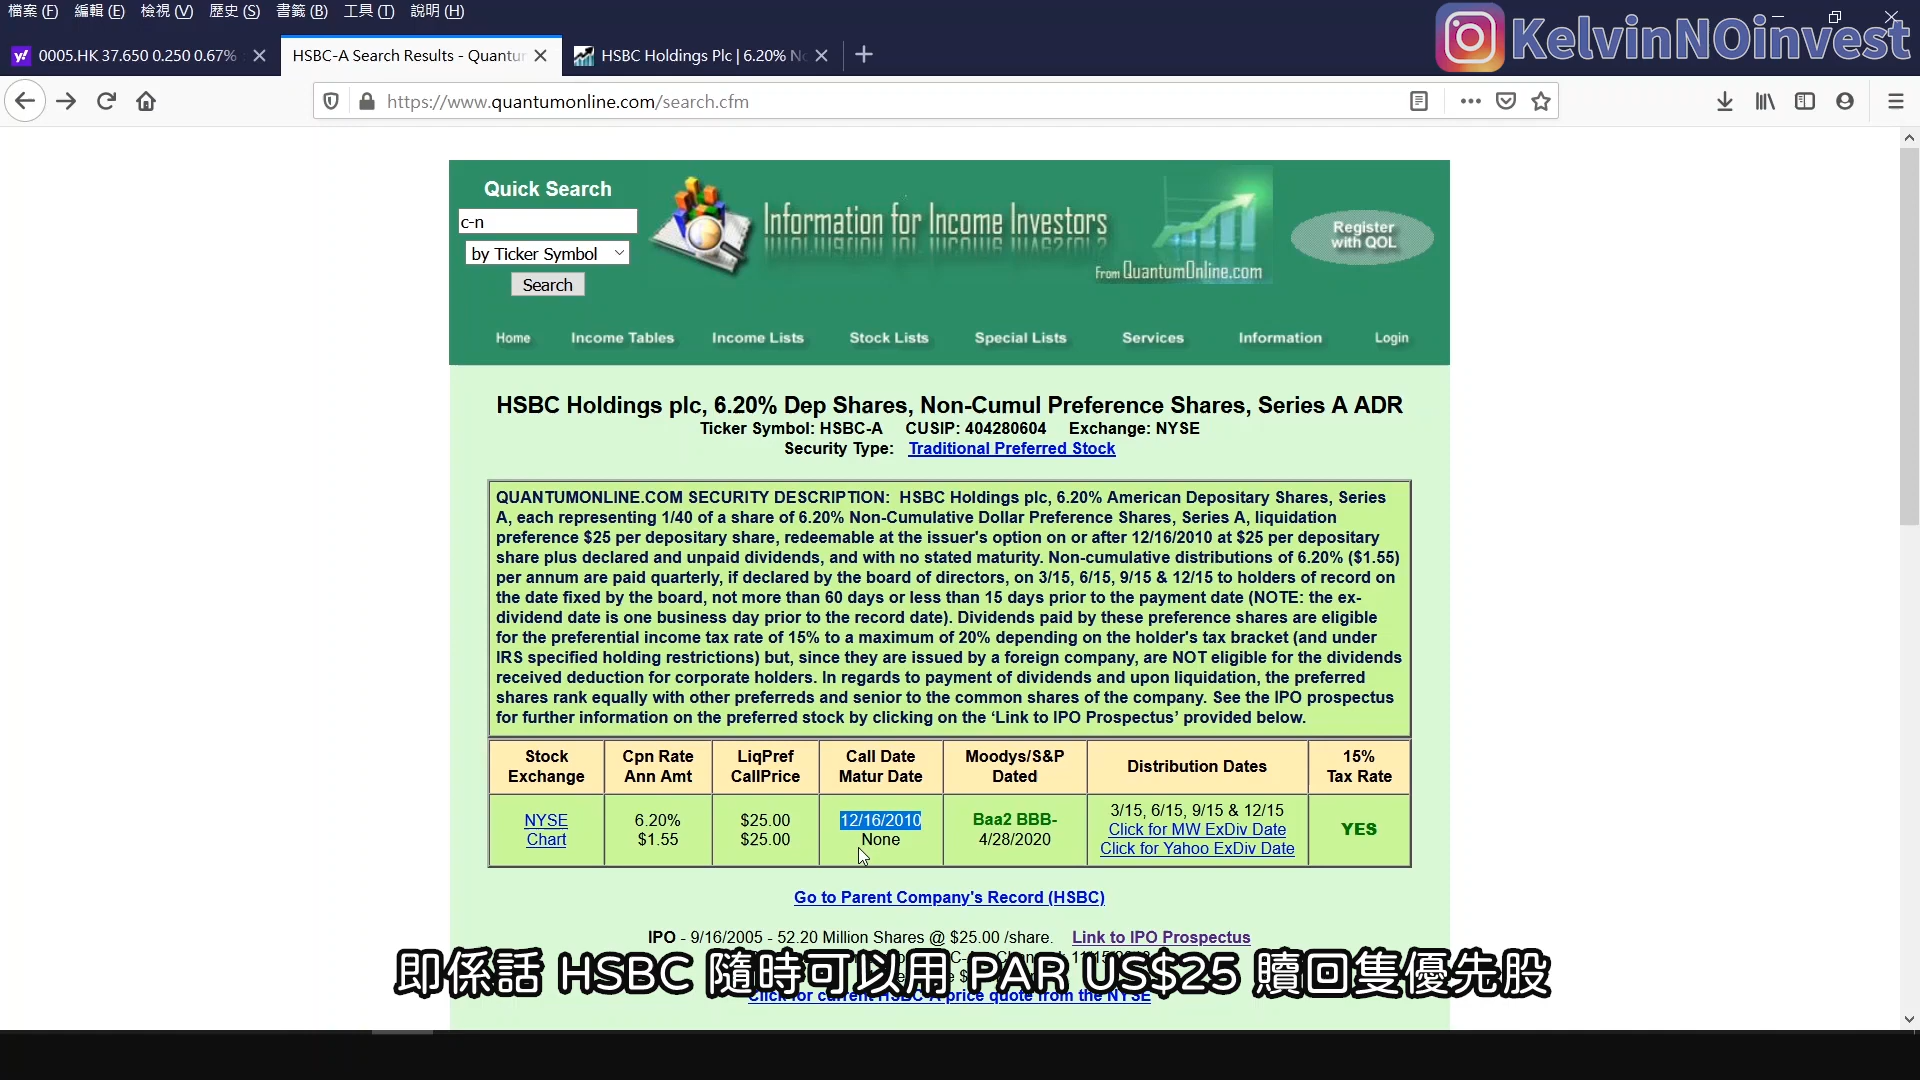 檔案 (F) 編輯 (E) 檢視 (V) 歷史 (S) 書籤 (B) 工具 (T) 說明 (H)
KelvinNOinvest
0005.HK 37.650 0.250 0.67%
HSBC-A Search Results - Quantum
HSBC Holdings Plc | 6.20% No
https://www.quantumonline.com/search.cfm
Quick Search
c-n
by Ticker Symbol
Search
Information for Income Investors
From QuantumOnline.com
Register
with QOL
Home Income Tables Income Lists Stock Lists Special Lists Services Information Login
HSBC Holdings plc, 6.20% Dep Shares, Non-Cumul Preference Shares, Series A ADR
Ticker Symbol: HSBC-A CUSIP: 404280604 Exchange: NYSE
Security Type: Traditional Preferred Stock
QUANTUMONLINE.COM SECURITY DESCRIPTION: HSBC Holdings plc, 6.20% American Depositary Shares, Series
A, each representing 1/40 of a share of 6.20% Non-Cumulative Dollar Preference Shares, Series A, liquidation
preference $25 per depositary share, redeemable at the issuer's option on or after 12/16/2010 at $25 per depositary
share plus declared and unpaid dividends, and with no stated maturity. Non-cumulative distributions of 6.20% ($1.55)
per annum are paid quarterly, if declared by the board of directors, on 3/15, 6/15, 9/15 & 12/15 to holders of record on
the date fixed by the board, not more than 60 days or less than 15 days prior to the payment date (NOTE: the ex-
dividend date is one business day prior to the record date). Dividends paid by these preference shares are eligible
for the preferential income tax rate of 15% to a maximum of 20% depending on the holder's tax bracket (and under
IRS specified holding restrictions) but, since they are issued by a foreign company, are NOT eligible for the dividends
received deduction for corporate holders. In regards to payment of dividends and upon liquidation, the preferred
shares rank equally with other preferreds and senior to the common shares of the company. See the IPO prospectus
for further information on the preferred stock by clicking on the ‘Link to IPO Prospectus’ provided below.
Stock Cpn Rate LiqPref Call Date Moodys/S&P Distribution Dates 15%
Exchange Ann Amt CallPrice Matur Date Dated Tax Rate
NYSE 6.20% $25.00 12/16/2010 Baa2 BBB- 3/15, 6/15, 9/15 & 12/15 YES
Chart $1.55 $25.00 None 4/28/2020 Click for MW ExDiv Date
Click for Yahoo ExDiv Date
Go to Parent Company's Record (HSBC)
IPO - 9/16/2005 - 52.20 Million Shares @ $25.00 /share. Link to IPO Prospectus
即係話 HSBC 隨時可以用 PAR US$25 贖回隻優先股
Click for current HSBC-A price quote from the NYSE